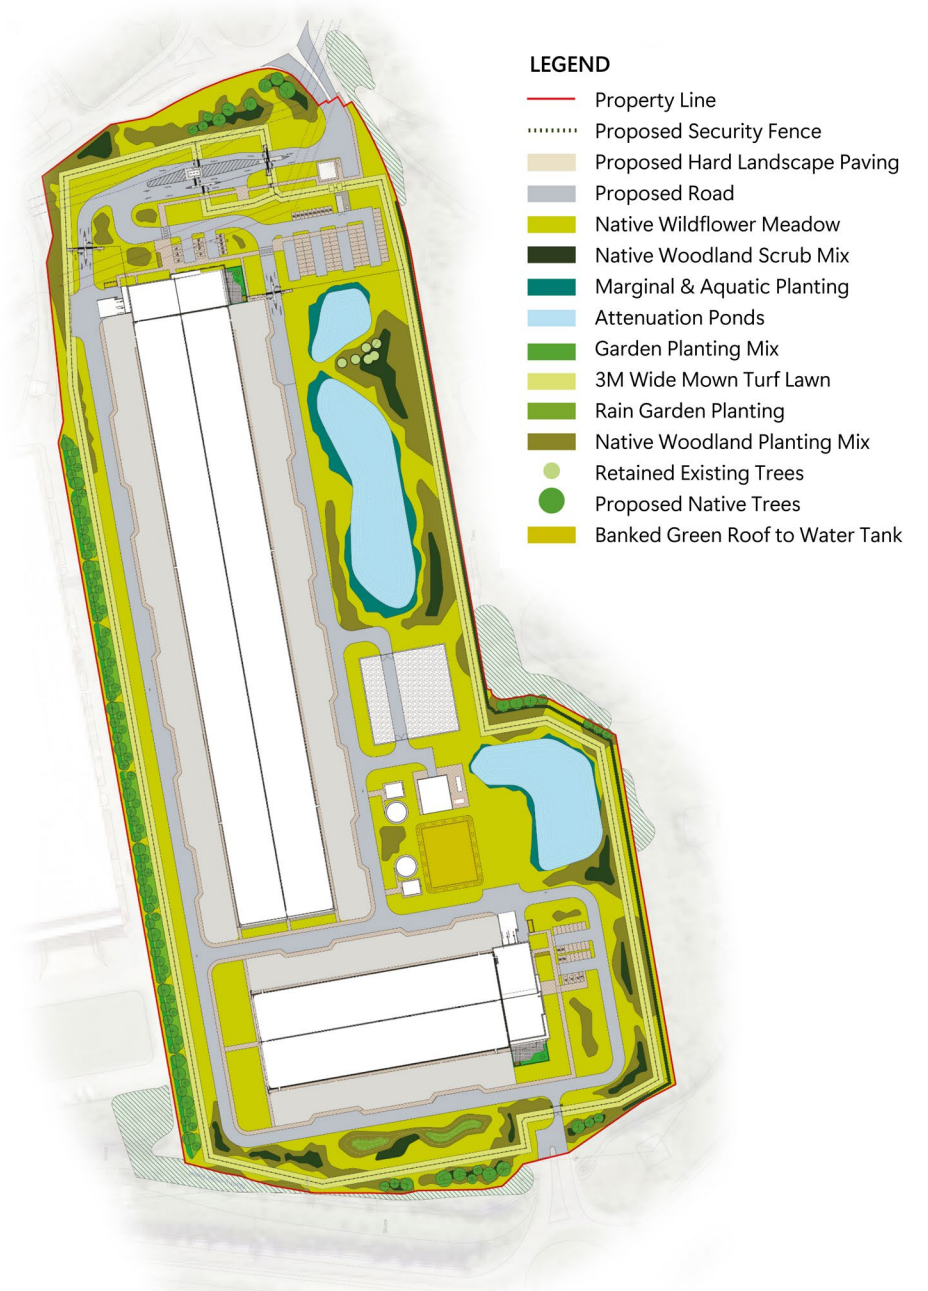 LEGEND
Property Line
Proposed Security Fence
Proposed Hard Landscape Paving
Proposed Road
Native Wildflower Meadow
Native Woodland Scrub Mix
Marginal & Aquatic Planting
Attenuation Ponds
Garden Planting Mix
3M Wide Mown Turf Lawn
Rain Garden Planting
Native Woodland Planting Mix
Retained Existing Trees
Proposed Native Trees
Banked Green Roof to Water Tank